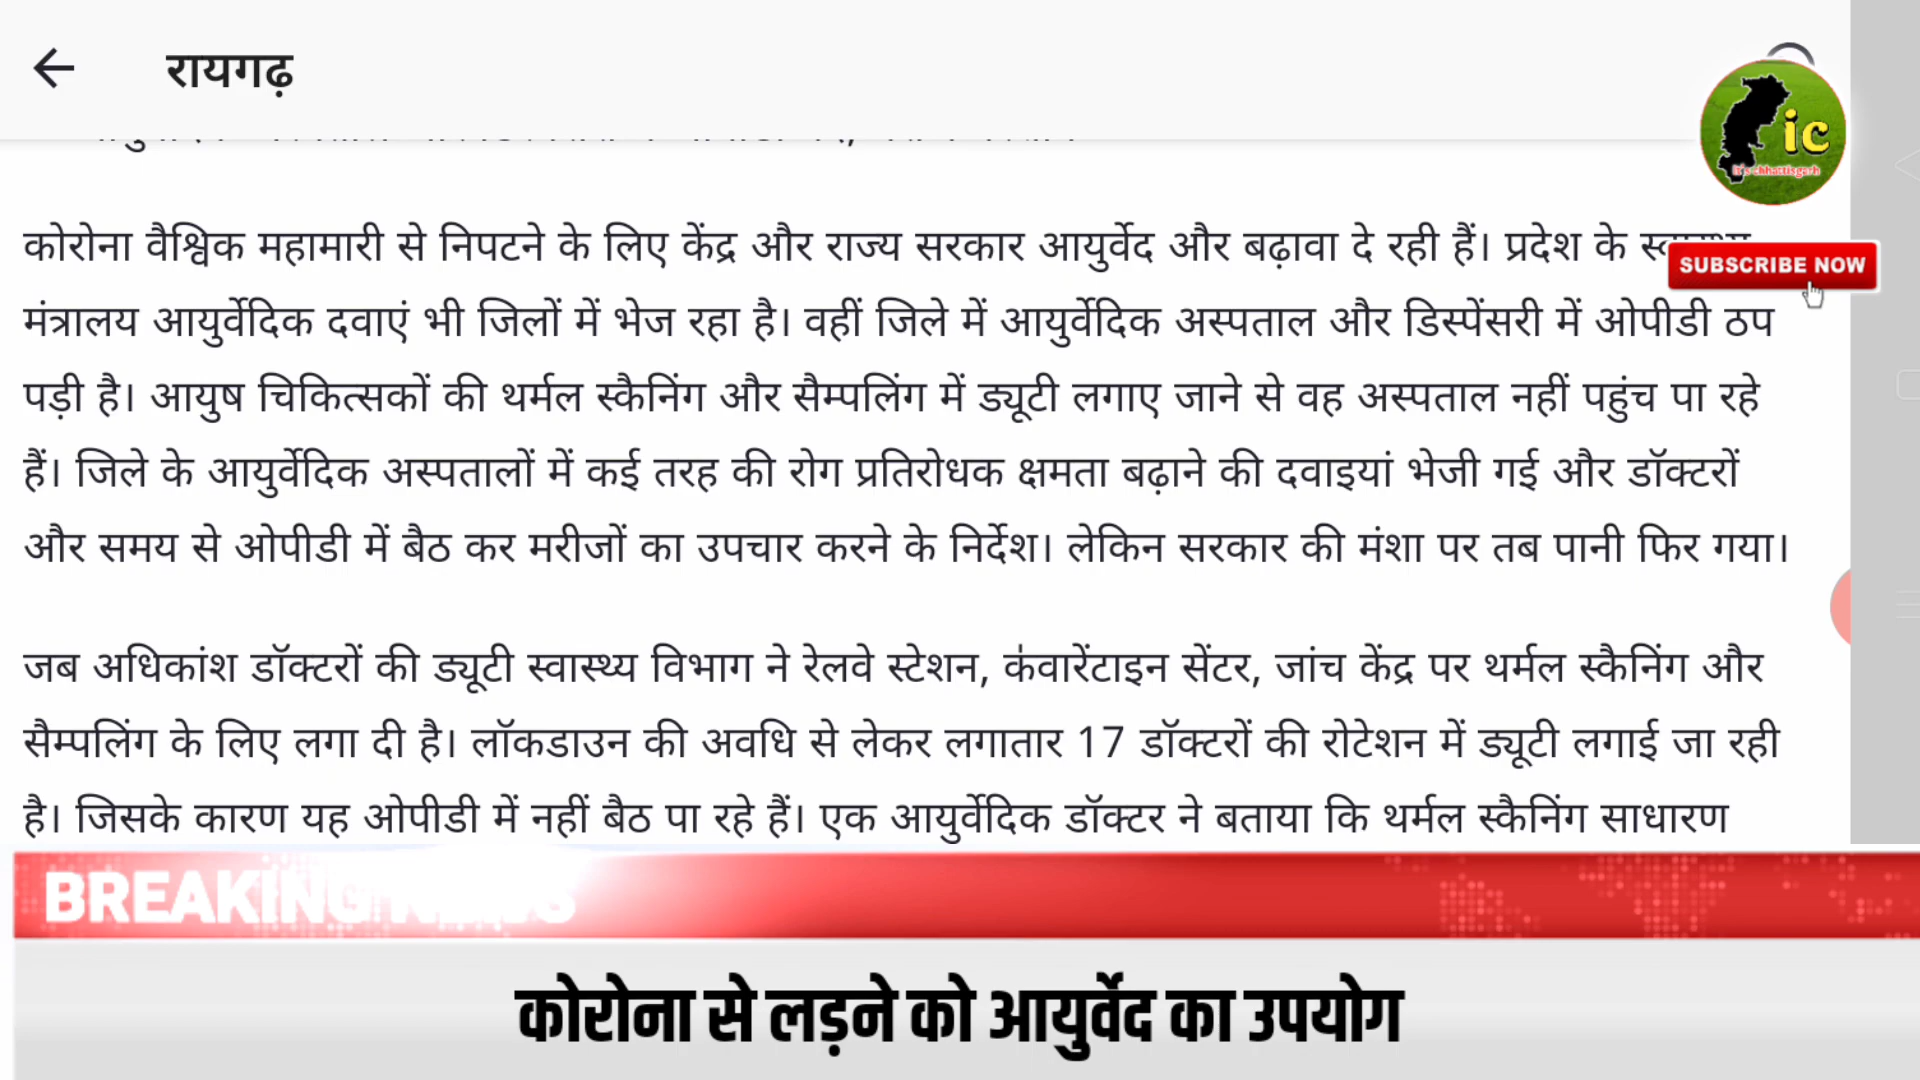 रायगढ़
ic
it's chhattisgarh
कोरोना वैश्विक महामारी से निपटने के लिए केंद्र और राज्य सरकार आयुर्वेद और बढ़ावा दे रही हैं। प्रदेश के
SUBSCRIBE NOW
मंत्रालय आयुर्वेदिक दवाएं भी जिलों में भेज रहा है। वहीं जिले में आयुर्वेदिक अस्पताल और डिस्पेंसरी में ओपीडी ठप
पड़ी है। आयुष चिकित्सकों की थर्मल स्कैनिंग और सैम्पलिंग में ड्यूटी लगाए जाने से वह अस्पताल नहीं पहुंच पा रहे
हैं। जिले के आयुर्वेदिक अस्पतालों में कई तरह की रोग प्रतिरोधक क्षमता बढ़ाने की दवाइयां भेजी गई और डॉक्टरों
और समय से ओपीडी में बैठ कर मरीजों का उपचार करने के निर्देश। लेकिन सरकार की मंशा पर तब पानी फिर गया।
जब अधिकांश डॉक्टरों की ड्यूटी स्वास्थ्य विभाग ने रेलवे स्टेशन, कंवारेंटाइन सेंटर, जांच केंद्र पर थर्मल स्कैनिंग और
सैम्पलिंग के लिए लगा दी है। लॉकडाउन की अवधि से लेकर लगातार 17 डॉक्टरों की रोटेशन में ड्यूटी लगाई जा रही
है। जिसके कारण यह ओपीडी में नहीं बैठ पा रहे हैं। एक आयुर्वेदिक डॉक्टर ने बताया कि थर्मल स्कैनिंग साधारण
BREAKING NEWS
कोरोना से लड़ने को आयुर्वेद का उपयोग